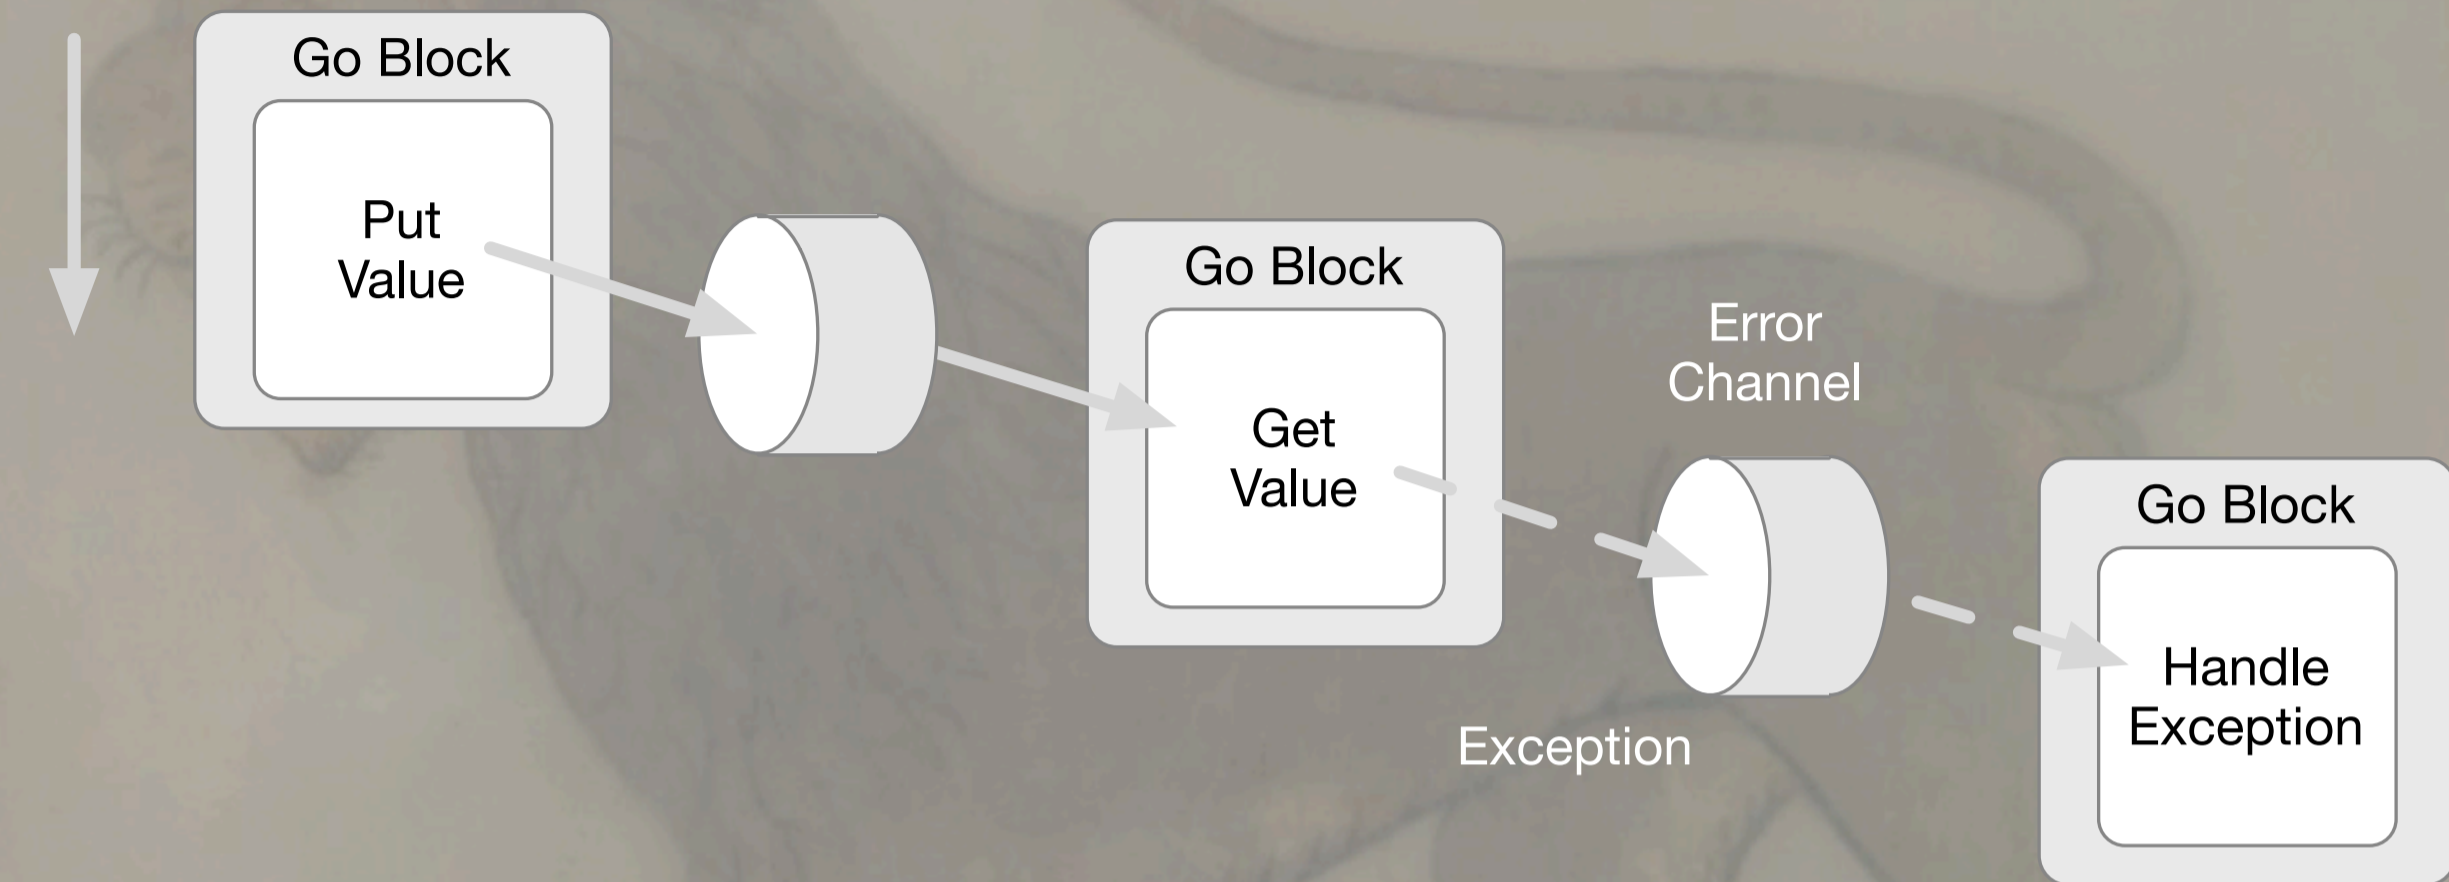 Go Block
Put
Value
Go Block
Get
Value
Error
Channel
Exception
Go Block
Handle
Exception